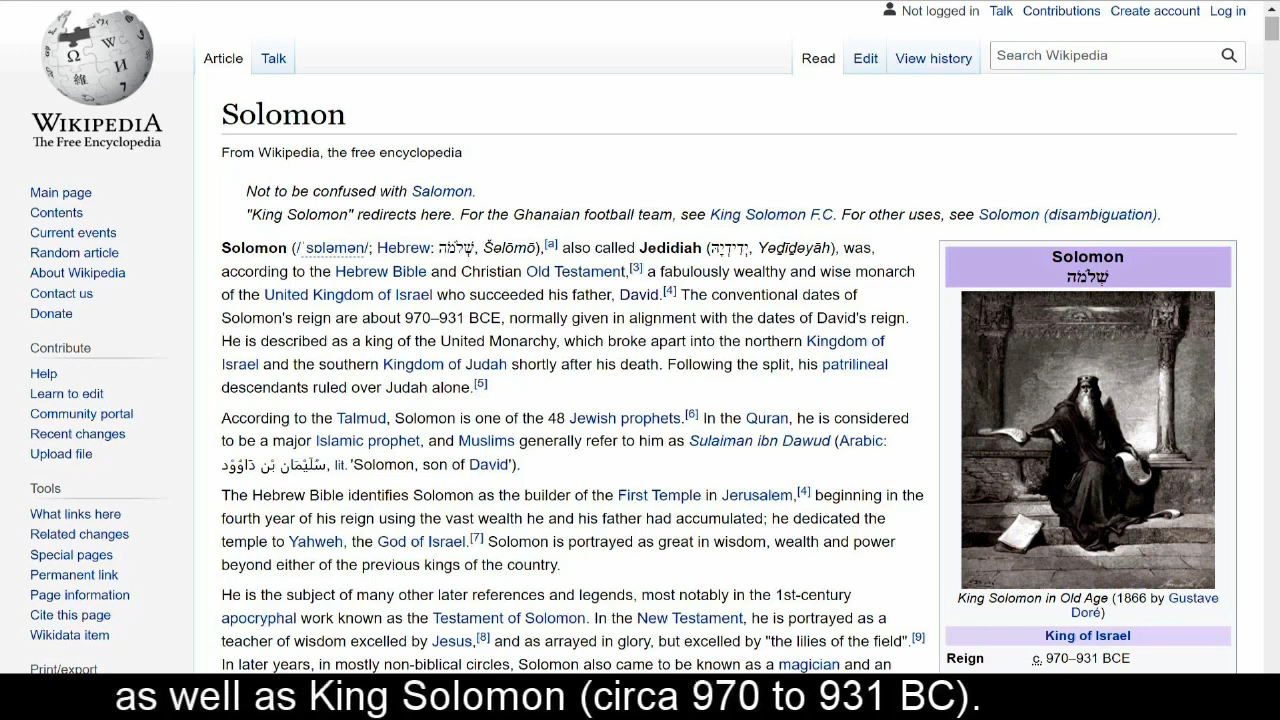 Not logged in Talk Contributions Create account Log in
Article Talk Read Edit View history Search Wikipedia
WIKIPEDIA
The Free Encyclopedia
Main page
Contents
Current events
Random article
About Wikipedia
Contact us
Donate
Contribute
Help
Learn to edit
Community portal
Recent changes
Upload file
Tools
What links here
Related changes
Special pages
Permanent link
Page information
Cite this page
Wikidata item
Print/export
Solomon
From Wikipedia, the free encyclopedia
Not to be confused with Salomon.
"King Solomon" redirects here. For the Ghanaian football team, see King Solomon F.C. For other uses, see Solomon (disambiguation).
Solomon (/ˈsɒləmən/; Hebrew: שְׁלֹמֹה, Šəlōmō),[a] also called Jedidiah (יְדִידְיָהּ, Yəḏīḏəyāh), was,
according to the Hebrew Bible and Christian Old Testament,[3] a fabulously wealthy and wise monarch
of the United Kingdom of Israel who succeeded his father, David.[4] The conventional dates of
Solomon's reign are about 970–931 BCE, normally given in alignment with the dates of David's reign.
He is described as a king of the United Monarchy, which broke apart into the northern Kingdom of
Israel and the southern Kingdom of Judah shortly after his death. Following the split, his patrilineal
descendants ruled over Judah alone.[5]
According to the Talmud, Solomon is one of the 48 Jewish prophets.[6] In the Quran, he is considered
to be a major Islamic prophet, and Muslims generally refer to him as Sulaiman ibn Dawud (Arabic:
سُلَيْمَان بْن دَاوُوْد, lit. 'Solomon, son of David').
The Hebrew Bible identifies Solomon as the builder of the First Temple in Jerusalem,[4] beginning in the
fourth year of his reign using the vast wealth he and his father had accumulated; he dedicated the
temple to Yahweh, the God of Israel.[7] Solomon is portrayed as great in wisdom, wealth and power
beyond either of the previous kings of the country.
He is the subject of many other later references and legends, most notably in the 1st-century
apocryphal work known as the Testament of Solomon. In the New Testament, he is portrayed as a
teacher of wisdom excelled by Jesus,[8] and as arrayed in glory, but excelled by "the lilies of the field".[9]
In later years, in mostly non-biblical circles, Solomon also came to be known as a magician and an
Solomon
שְׁלֹמֹה
King Solomon in Old Age (1866 by Gustave
Doré)
King of Israel
Reign c. 970–931 BCE
as well as King Solomon (circa 970 to 931 BC).